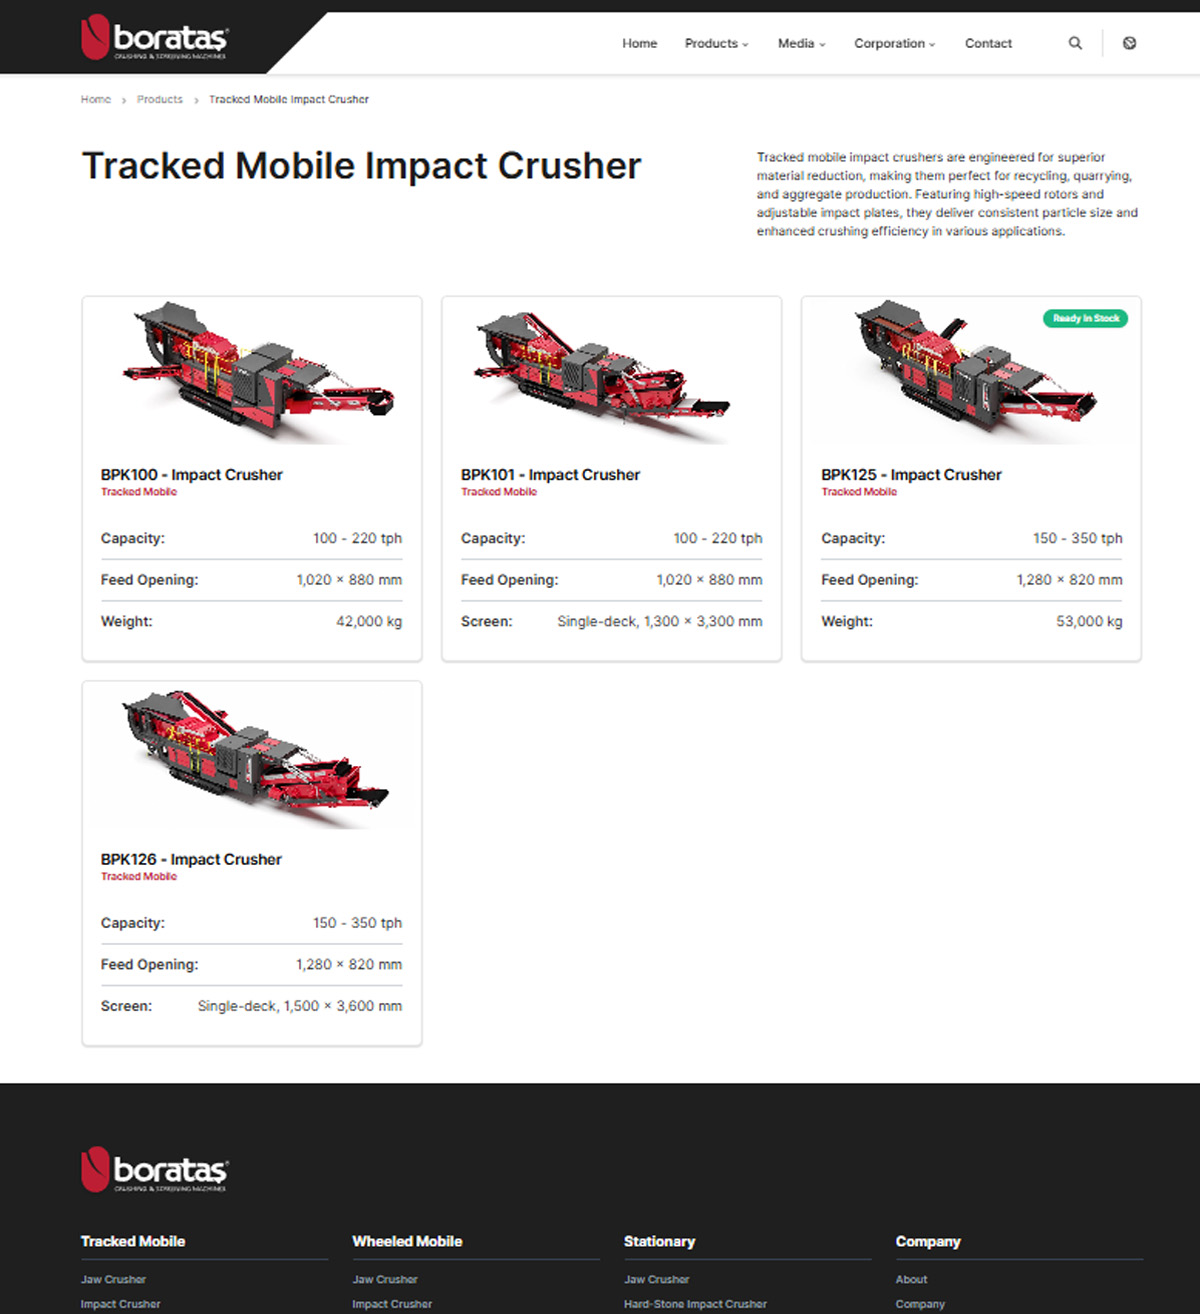 borataş®
CRUSHING & SCREENING MACHINES
Home Products Media Corporation Contact
Home > Products > Tracked Mobile Impact Crusher
Tracked Mobile Impact Crusher
Tracked mobile impact crushers are engineered for superior
material reduction, making them perfect for recycling, quarrying,
and aggregate production. Featuring high-speed rotors and
adjustable impact plates, they deliver consistent particle size and
enhanced crushing efficiency in various applications.
BPK100 - Impact Crusher
Tracked Mobile
Capacity: 100 - 220 tph
Feed Opening: 1,020 × 880 mm
Weight: 42,000 kg
BPK101 - Impact Crusher
Tracked Mobile
Capacity: 100 - 220 tph
Feed Opening: 1,020 × 880 mm
Screen: Single-deck, 1,300 × 3,300 mm
Ready In Stock
BPK125 - Impact Crusher
Tracked Mobile
Capacity: 150 - 350 tph
Feed Opening: 1,280 × 820 mm
Weight: 53,000 kg
BPK126 - Impact Crusher
Tracked Mobile
Capacity: 150 - 350 tph
Feed Opening: 1,280 × 820 mm
Screen: Single-deck, 1,500 × 3,600 mm
borataş®
CRUSHING & SCREENING MACHINES
Tracked Mobile
Jaw Crusher
Impact Crusher
Wheeled Mobile
Jaw Crusher
Impact Crusher
Stationary
Jaw Crusher
Hard-Stone Impact Crusher
Company
About
Company